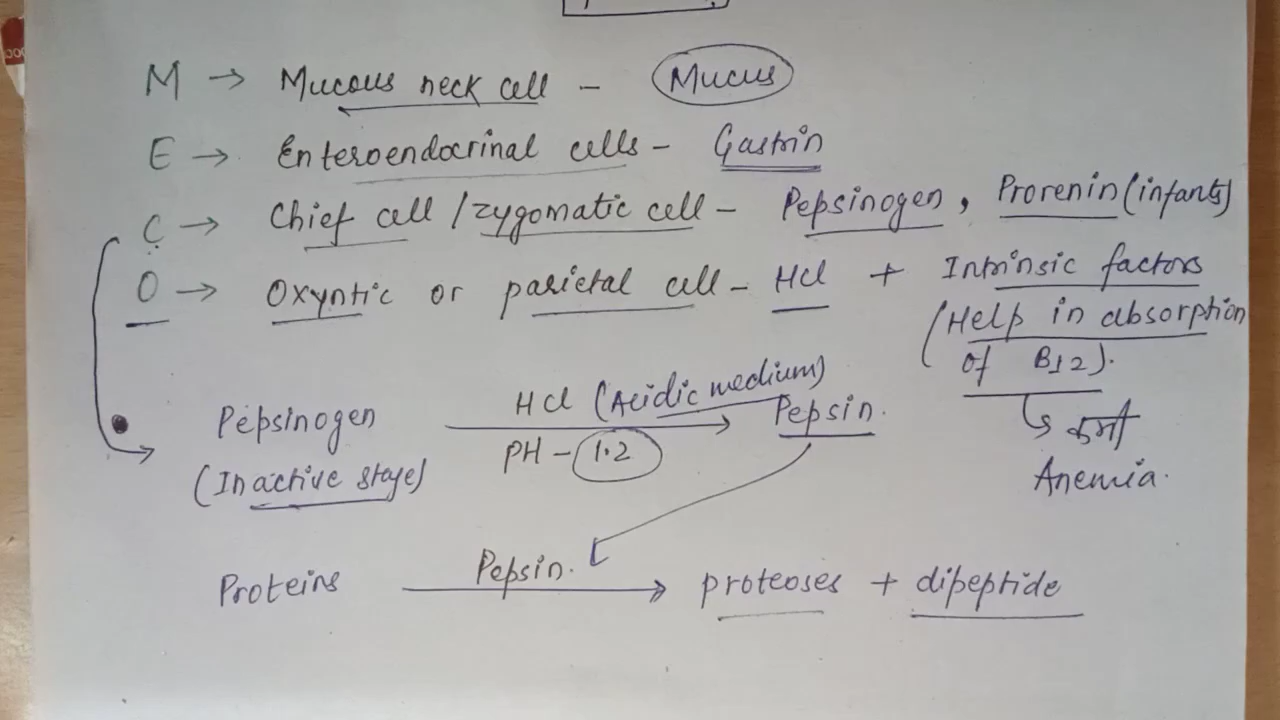 M → Mucous neck cell - Mucus
E → Enteroendocrinal cells - Gastrin
C → Chief cell / zygomatic cell - Pepsinogen, Prorenin (infants)
O → Oxyntic or parietal cell - Hcl + Intrinsic factors
(Help in absorption
of B12).
कमी
Anemia.
Pepsinogen HCl (Acidic medium) Pepsin.
(Inactive stage) PH - 1.2
Proteins Pepsin. → proteoses + dipeptide